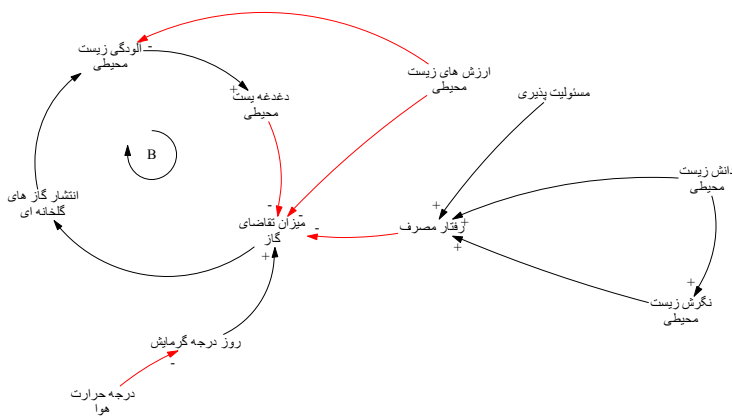 آلودگی زیست
محیطی
-
ارزش های زیست
محیطی
دغدغه یست
محیطی
+
مسئولیت پذیری
B
دانش زیست
محیطی
انتشار گاز های
گلخانه ای
میزان تقاضای
گاز
-
-
-
+
رفتار مصرف
+
+
+
نگرش زیست
محیطی
+
روز درجه گرمایش
-
درجه حرارت
هوا